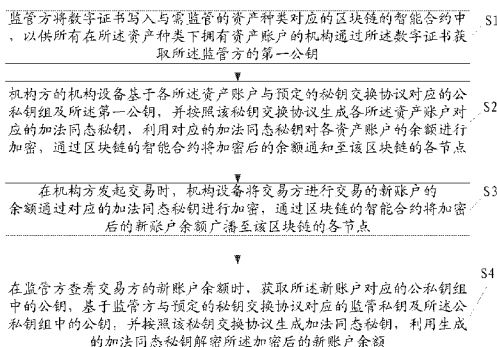 监管方将数字证书写入与需监管的资产种类对应的区块链的智能合约中
，以供所有在所述资产种类下拥有资产账户的机构通过所述数字证书获
取所述监管方的第一公钥
S1
机构方的机构设备基于各所述资产账户与预定的秘钥交换协议对应的公
私钥组及所述第一公钥，并按照该秘钥交换协议生成各所述资产账户对
应的加法同态秘钥，利用对应的加法同态秘钥对各资产账户的余额进行
加密，通过区块链的智能合约将加密后的余额通知至该区块链的各节点
S2
在机构方发起交易时，机构设备将交易方进行交易的新账户的
余额通过对应的加法同态秘钥进行加密，通过区块链的智能合约将加密
后的新账户余额广播至该区块链的各节点
S3
在监管方查看交易方的新账户余额时，获取所述新账户对应的公私钥组
中的公钥，基于监管方与预定的秘钥交换协议对应的监管私钥及所述公
私钥组中的公钥，并按照该秘钥交换协议生成加法同态秘钥，利用生成
的加法同态秘钥解密所述加密后的新账户余额
S4